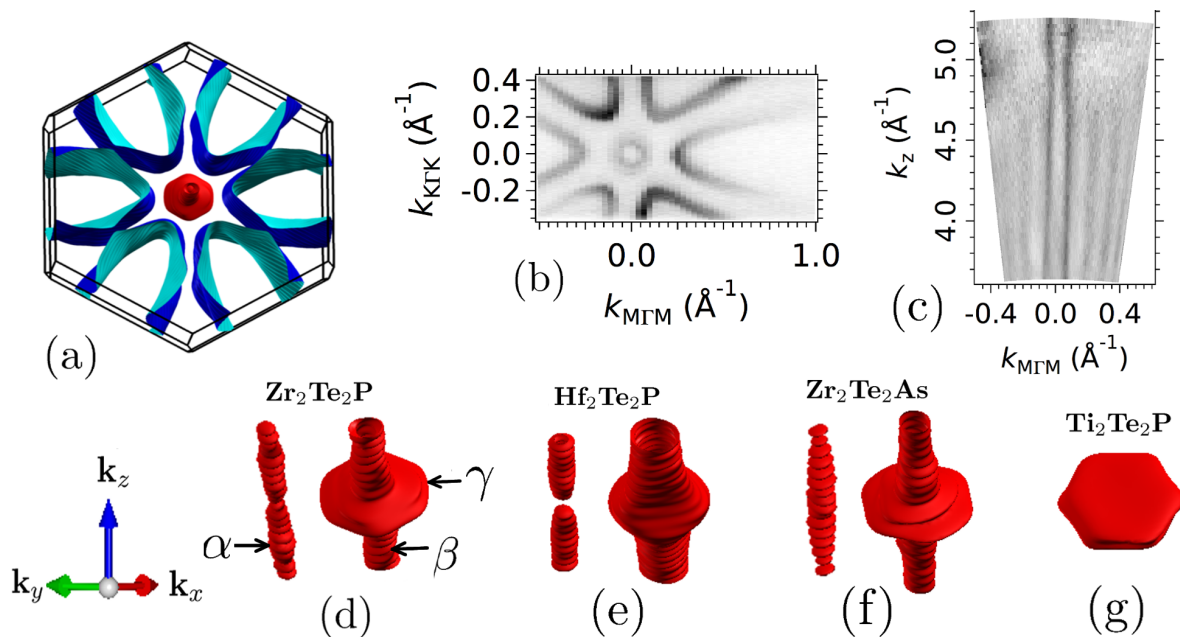 (a)
k_KΓK (Å⁻¹)
0.4
0.2
0.0
-0.2
0.0
1.0
k_MΓM (Å⁻¹)
(b)
k_z (Å⁻¹)
5.0
4.5
4.0
-0.4 0.0 0.4
k_MΓM (Å⁻¹)
(c)
k_z
k_y
k_x
Zr₂Te₂P
α
β
γ
(d)
Hf₂Te₂P
(e)
Zr₂Te₂As
(f)
Ti₂Te₂P
(g)